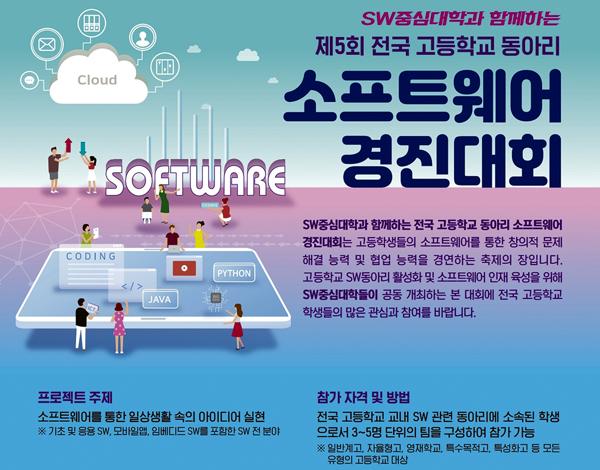 SW중심대학과 함께하는
제5회 전국 고등학교 동아리
소프트웨어
경진대회
Cloud
SOFTWARE
CODING
</>
JAVA
PYTHON
SW중심대학과 함께하는 전국 고등학교 동아리 소프트웨어
경진대회는 고등학생들의 소프트웨어를 통한 창의적 문제
해결 능력 및 협업 능력을 경연하는 축제의 장입니다.
고등학교 SW동아리 활성화 및 소프트웨어 인재 육성을 위해
SW중심대학들이 공동 개최하는 본 대회에 전국 고등학교
학생들의 많은 관심과 참여를 바랍니다.
프로젝트 주제
소프트웨어를 통한 일상생활 속의 아이디어 실현
※ 기초 및 응용 SW, 모바일앱, 임베디드 SW를 포함한 SW 전 분야
참가 자격 및 방법
전국 고등학교 교내 SW 관련 동아리에 소속된 학생
으로서 3~5명 단위의 팀을 구성하여 참가 가능
※ 일반계고, 자율형고, 영재학교, 특수목적고, 특성화고 등 모든
유형의 고등학교 대상